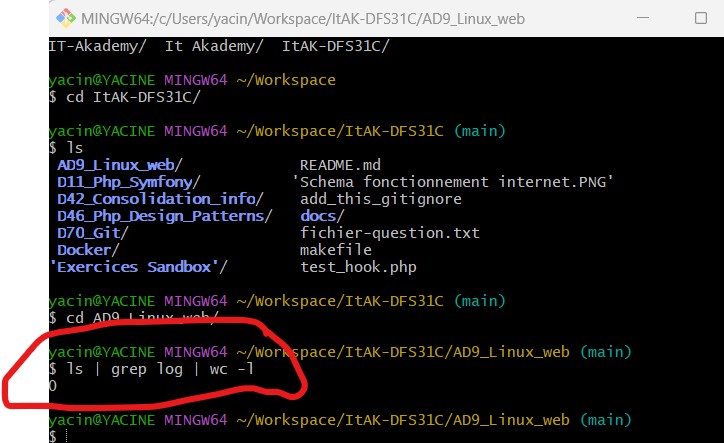 MINGW64:/c/Users/yacin/Workspace/ItAK-DFS31C/AD9_Linux_web
IT-Akademy/  It Akademy/  ItAK-DFS31C/
yacin@YACINE MINGW64 ~/Workspace
$ cd ItAK-DFS31C/
yacin@YACINE MINGW64 ~/Workspace/ItAK-DFS31C (main)
$ ls
AD9_Linux_web/ README.md
D11_Php_Symfony/ 'Schema fonctionnement internet.PNG'
D42_Consolidation_info/ add_this_gitignore
D46_Php_Design_Patterns/ docs/
D70_Git/ fichier-question.txt
Docker/ makefile
'Exercices Sandbox'/ test_hook.php
yacin@YACINE MINGW64 ~/Workspace/ItAK-DFS31C (main)
$ cd AD9_Linux_web/
yacin@YACINE MINGW64 ~/Workspace/ItAK-DFS31C/AD9_Linux_web (main)
$ ls | grep log | wc -l
0
yacin@YACINE MINGW64 ~/Workspace/ItAK-DFS31C/AD9_Linux_web (main)
$